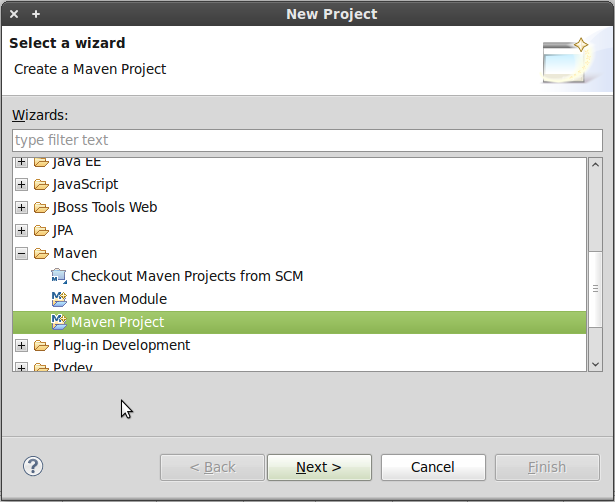 New Project
Select a wizard
Create a Maven Project
Wizards:
type filter text
Java EE
JavaScript
JBoss Tools Web
JPA
Maven
Checkout Maven Projects from SCM
Maven Module
Maven Project
Plug-in Development
Pydev
? < Back Next > Cancel Finish